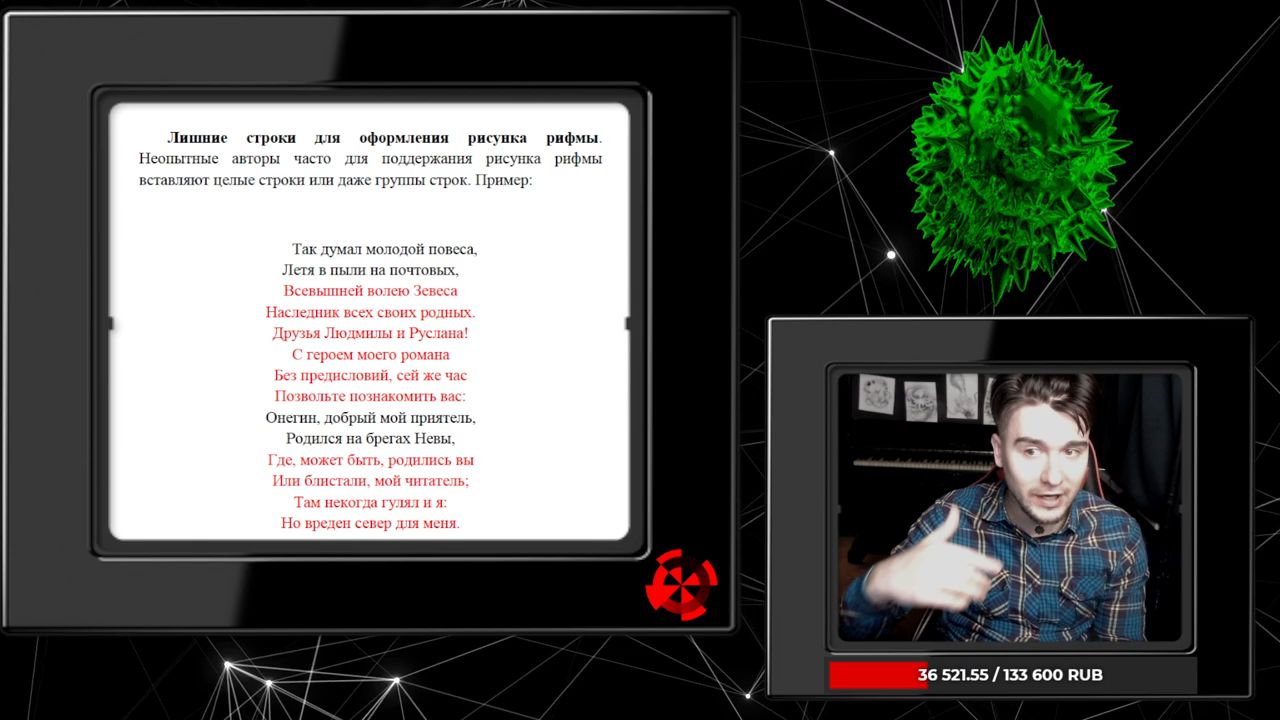 Лишние строки для оформления рисунка рифмы.
Неопытные авторы часто для поддержания рисунка рифмы
вставляют целые строки или даже группы строк. Пример:
Так думал молодой повеса,
Летя в пыли на почтовых,
Всевышней волею Зевеса
Наследник всех своих родных.
Друзья Людмилы и Руслана!
С героем моего романа
Без предисловий, сей же час
Позвольте познакомить вас:
Онегин, добрый мой приятель,
Родился на брегах Невы,
Где, может быть, родились вы
Или блистали, мой читатель;
Там некогда гулял и я:
Но вреден север для меня.
36 521.55 / 133 600 RUB